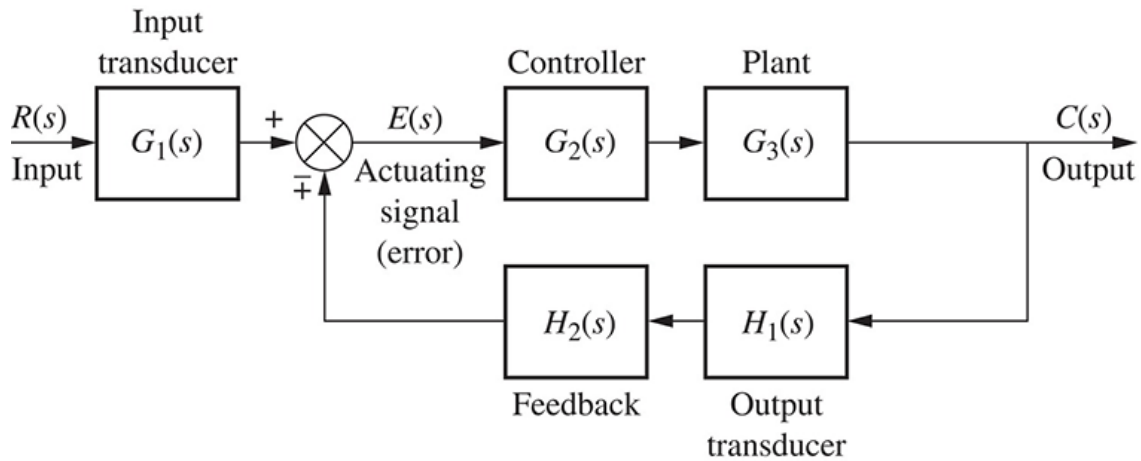 Input
transducer
Controller
Plant
R(s)
G₁(s)
+
E(s)
G₂(s)
G₃(s)
C(s)
Input
∓
Actuating
signal
(error)
Output
H₂(s)
H₁(s)
Feedback
Output
transducer